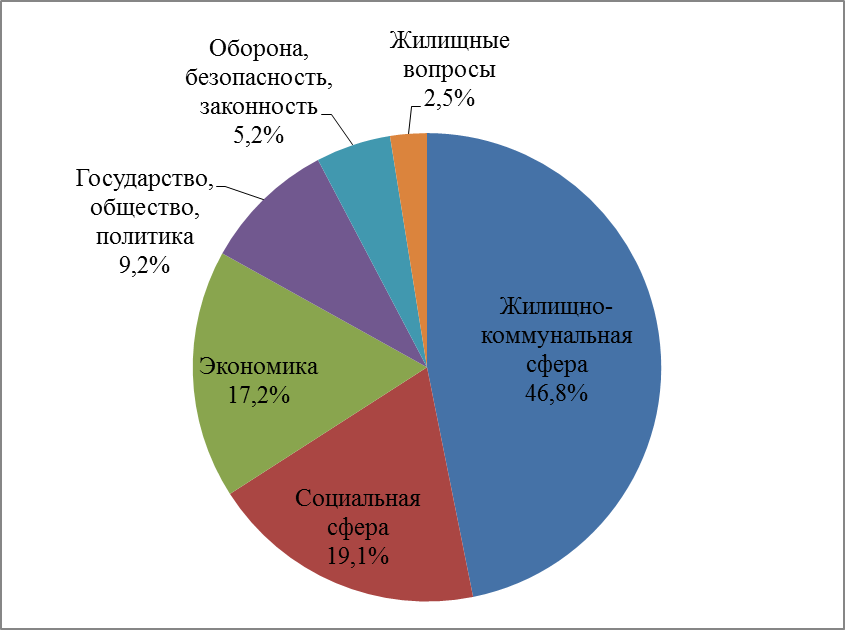 Оборона,
безопасность,
законность
5,2%
Жилищные
вопросы
2,5%
Государство,
общество,
политика
9,2%
Жилищно-
коммунальная
сфера
46,8%
Экономика
17,2%
Социальная
сфера
19,1%